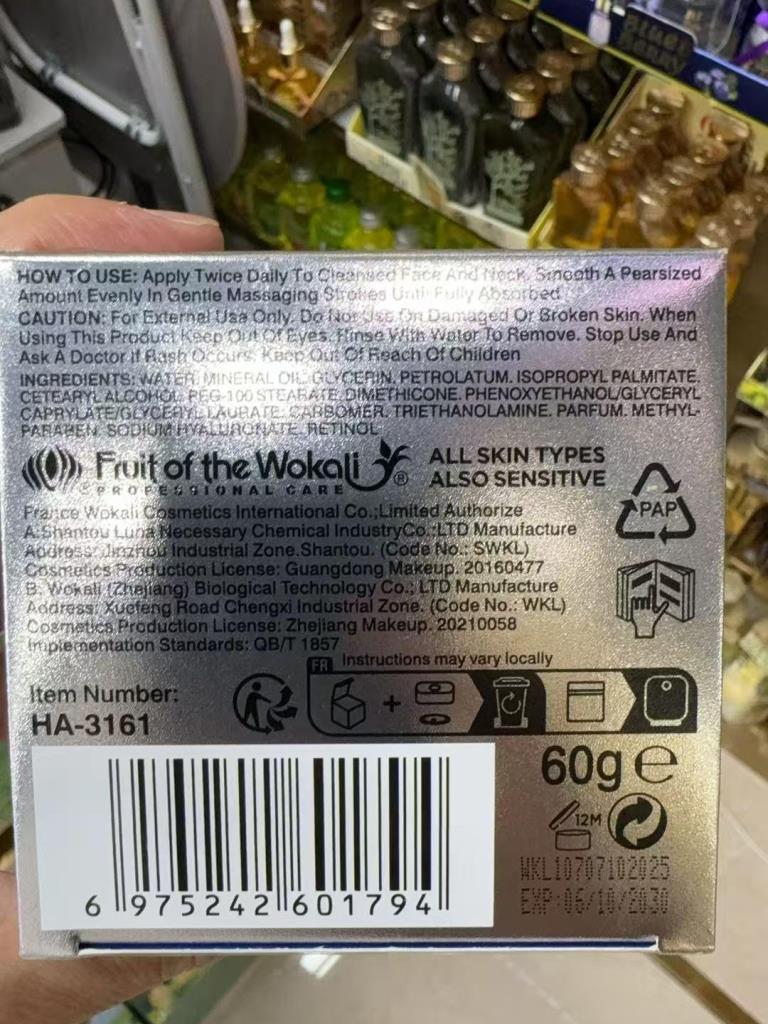 BLUEB
BERRY
HOW TO USE: Apply Twice Daily To Cleansed Face And Neck. Smooth A Pearsized
Amount Evenly In Gentle Massaging Strokes Until Fully Absorbed
CAUTION: For External Use Only. Do Not Use On Damaged Or Broken Skin. When
Using This Product Keep Out Of Eyes. Rinse With Water To Remove. Stop Use And
Ask A Doctor If Rash Occurs. Keep Out Of Reach Of Children
INGREDIENTS: WATER, MINERAL OIL, GLYCERIN. PETROLATUM. ISOPROPYL PALMITATE.
CETEARYL ALCOHOL. PEG-100 STEARATE. DIMETHICONE. PHENOXYETHANOL/GLYCERYL
CAPRYLATE/GLYCERYL LAURATE. CARBOMER. TRIETHANOLAMINE. PARFUM. METHYL-
PARABEN. SODIUM HYALURONATE. RETINOL
Fruit of the Wokali ®
PROFESSIONAL CARE
ALL SKIN TYPES
ALSO SENSITIVE
PAP
France Wokali Cosmetics International Co.;Limited Authorize
A:Shantou Luna Necessary Chemical IndustryCo.;LTD Manufacture
Address: Jinzhou Industrial Zone.Shantou. (Code No.: SWKL)
Cosmetics Production License: Guangdong Makeup. 20160477
B: Wokali (Zhejiang) Biological Technology Co.; LTD Manufacture
Address: Xuefeng Road Chengxi Industrial Zone. (Code No.: WKL)
Cosmetics Production License: Zhejiang Makeup. 20210058
Implementation Standards: QB/T 1857
FR Instructions may vary locally
Item Number:
HA-3161
+
60g e
12M
WKL10707102025
EXP:06/10/2030
6 975242 601794